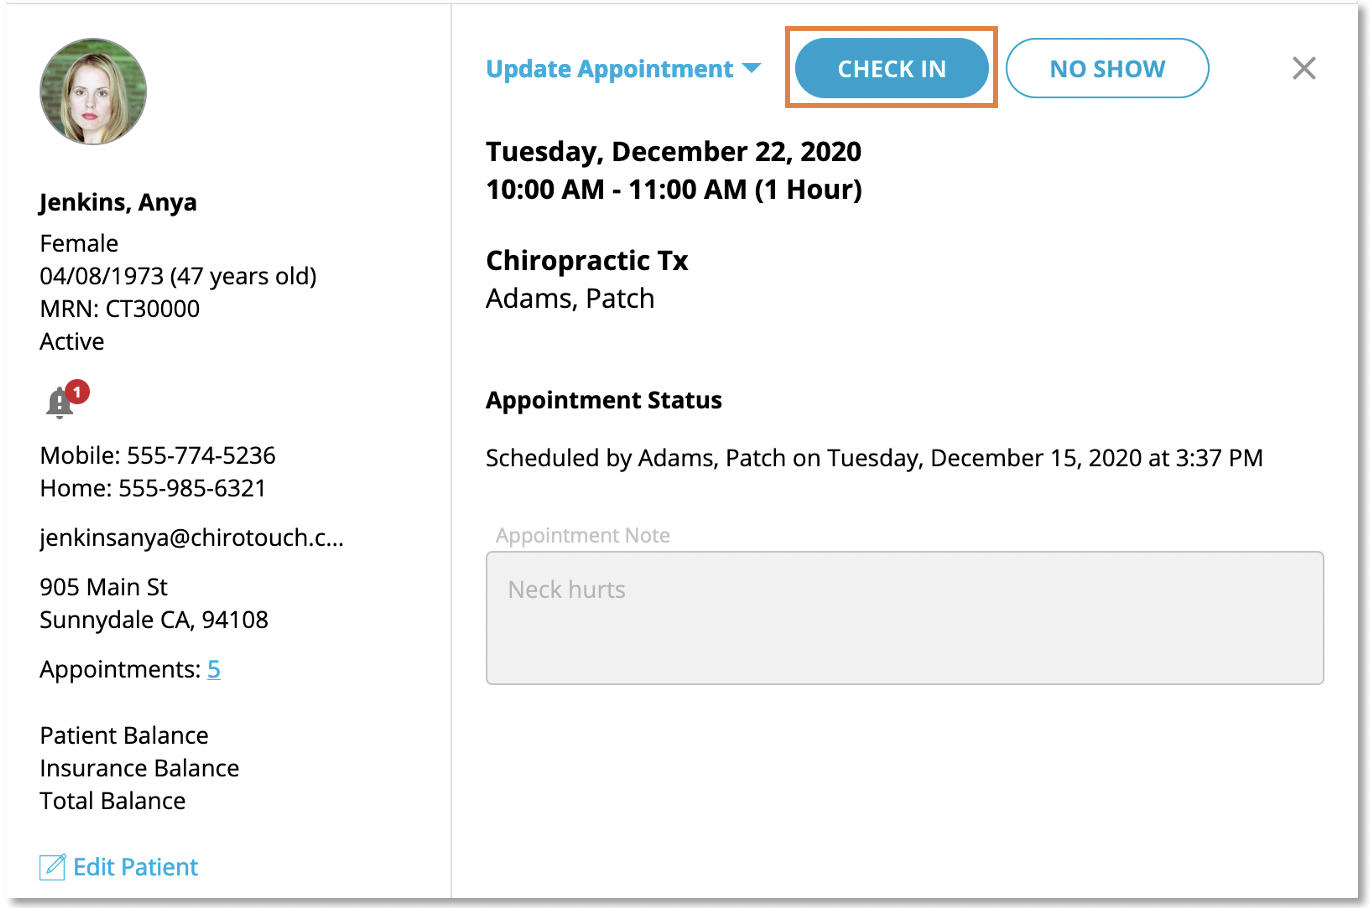 Jenkins, Anya
Female
04/08/1973 (47 years old)
MRN: CT30000
Active
1
Mobile: 555-774-5236
Home: 555-985-6321
jenkinsanya@chirotouch.c...
905 Main St
Sunnydale CA, 94108
Appointments: 5
Patient Balance
Insurance Balance
Total Balance
Edit Patient
Update Appointment CHECK IN NO SHOW
Tuesday, December 22, 2020
10:00 AM - 11:00 AM (1 Hour)
Chiropractic Tx
Adams, Patch
Appointment Status
Scheduled by Adams, Patch on Tuesday, December 15, 2020 at 3:37 PM
Appointment Note
Neck hurts